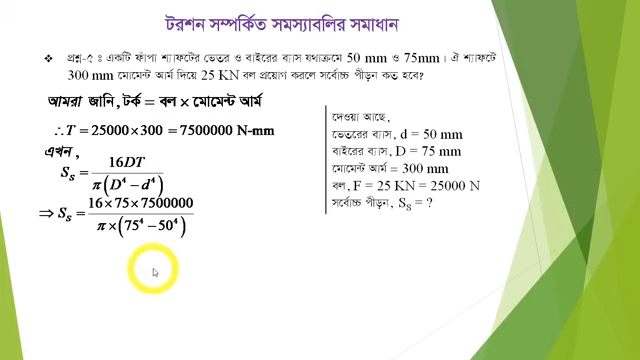 টরশন সম্পর্কিত সমস্যাবলির সমাধান
❖ প্রশ্ন-৫ : একটি ফাঁপা শ্যাফটের ভেতর ও বাইরের ব্যাস যথাক্রমে 50 mm ও 75mm। ঐ শ্যাফটে
300 mm মোমেন্ট আর্ম দিয়ে 25 KN বল প্রয়োগ করলে সর্বোচ্চ পীড়ন কত হবে?
আমরা জানি, টর্ক = বল × মোমেন্ট আর্ম
∴ T = 25000 × 300 = 7500000 N-mm
এখন,
S_s = 16DT / π(D⁴ − d⁴)
⇒ S_s = 16 × 75 × 7500000 / π × (75⁴ − 50⁴)
দেওয়া আছে,
ভেতরের ব্যাস, d = 50 mm
বাইরের ব্যাস, D = 75 mm
মোমেন্ট আর্ম = 300 mm
বল, F = 25 KN = 25000 N
সর্বোচ্চ পীড়ন, S_s = ?